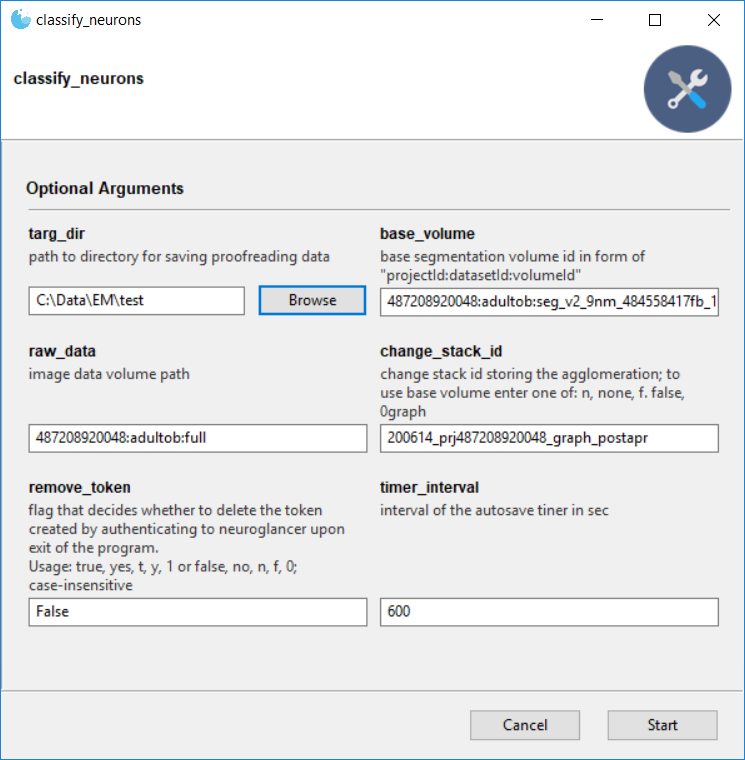 classify_neurons
classify_neurons
Optional Arguments
targ_dir
path to directory for saving proofreading data
C:\Data\EM\test
Browse
base_volume
base segmentation volume id in form of
"projectId:datasetId:volumeId"
487208920048:adultob:seg_v2_9nm_484558417fb_1
raw_data
image data volume path
487208920048:adultob:full
change_stack_id
change stack id storing the agglomeration; to
use base volume enter one of: n, none, f. false,
0graph
200614_prj487208920048_graph_postapr
remove_token
flag that decides whether to delete the token
created by authenticating to neuroglancer upon
exit of the program.
Usage: true, yes, t, y, 1 or false, no, n, f, 0;
case-insensitive
False
timer_interval
interval of the autosave tiner in sec
600
Cancel
Start